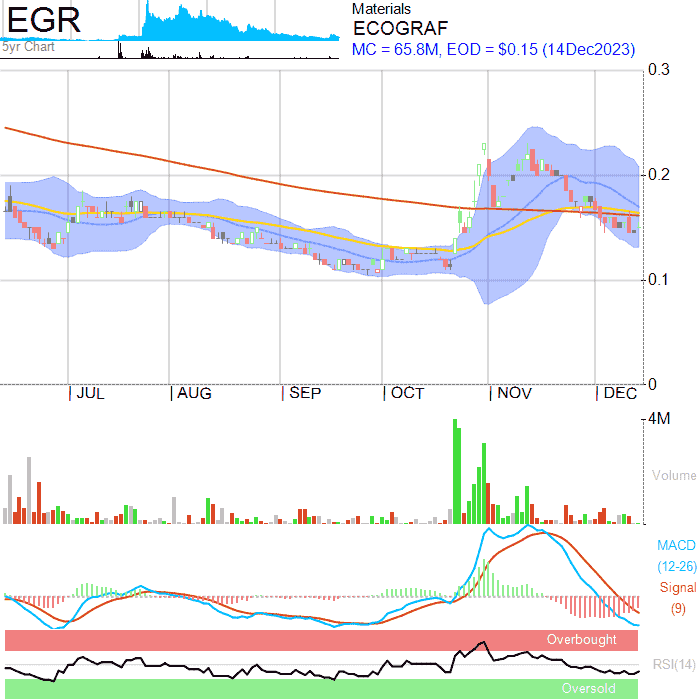 EGR
5yr Chart
Materials
ECOGRAF
MC = 65.8M, EOD = $0.15 (14Dec2023)
0.3
0.2
0.1
0
JUL AUG SEP OCT NOV DEC
4M
Volume
MACD
(12-26)
Signal
(9)
Overbought
RSI(14)
Oversold